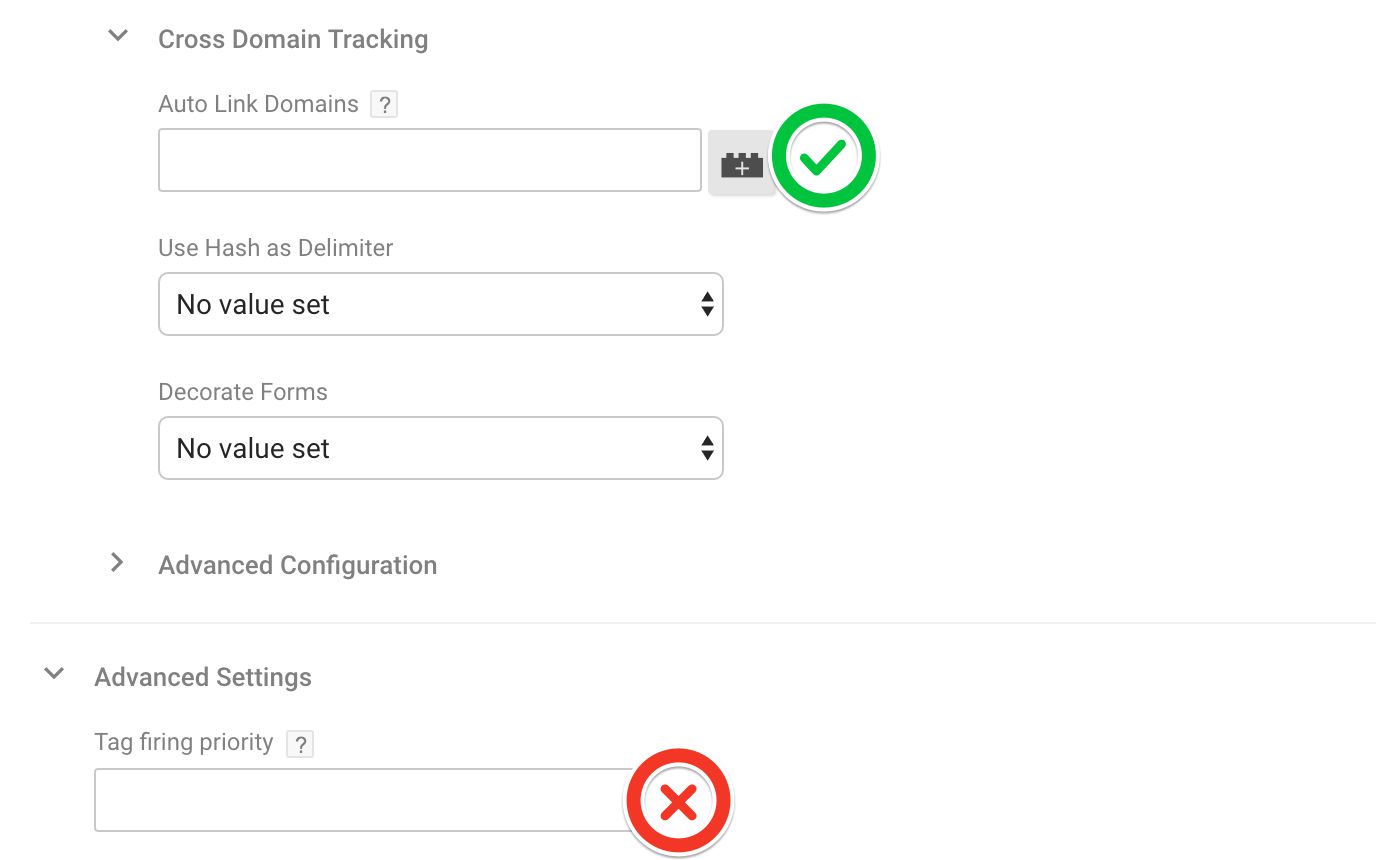 Cross Domain Tracking
Auto Link Domains ?
Use Hash as Delimiter
No value set
Decorate Forms
No value set
Advanced Configuration
Advanced Settings
Tag firing priority ?